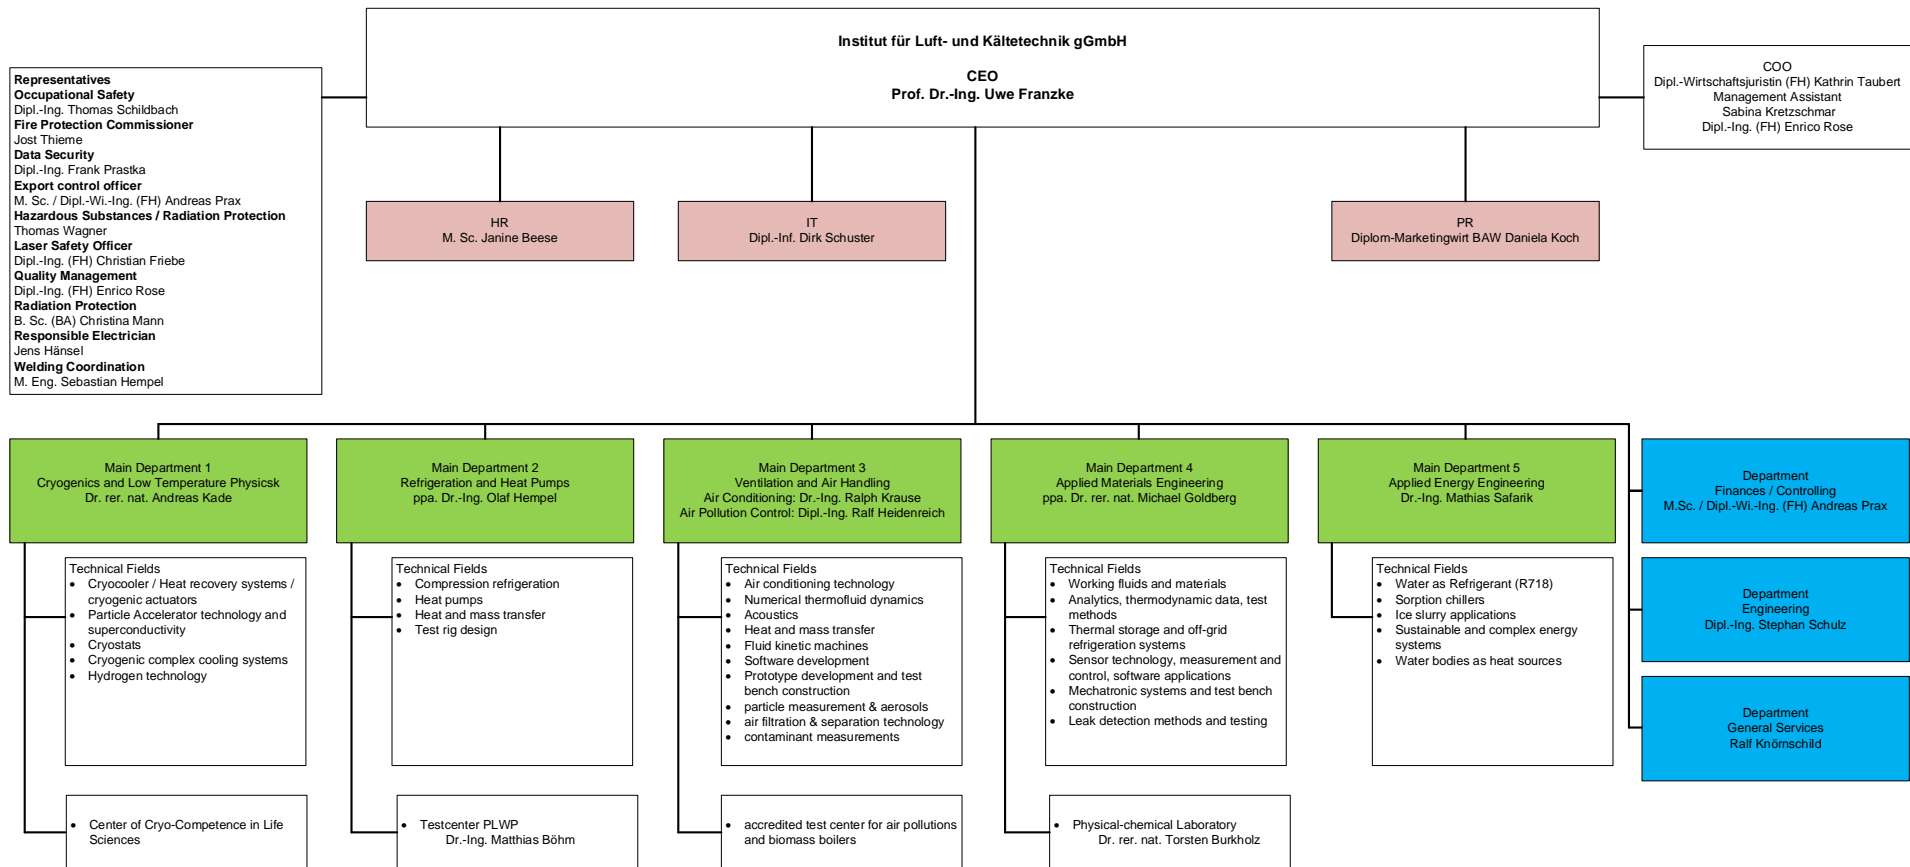 Institut für Luft- und Kältetechnik gGmbH
CEO
Prof. Dr.-Ing. Uwe Franzke
Representatives
Occupational Safety
Dipl.-Ing. Thomas Schildbach
Fire Protection Commissioner
Jost Thieme
Data Security
Dipl.-Ing. Frank Prastka
Export control officer
M. Sc. / Dipl.-Wi.-Ing. (FH) Andreas Prax
Hazardous Substances / Radiation Protection
Thomas Wagner
Laser Safety Officer
Dipl.-Ing. (FH) Christian Friebe
Quality Management
Dipl.-Ing. (FH) Enrico Rose
Radiation Protection
B. Sc. (BA) Christina Mann
Responsible Electrician
Jens Hänsel
Welding Coordination
M. Eng. Sebastian Hempel
COO
Dipl.-Wirtschaftsjuristin (FH) Kathrin Taubert
Management Assistant
Sabina Kretzschmar
Dipl.-Ing. (FH) Enrico Rose
HR
M. Sc. Janine Beese
IT
Dipl.-Inf. Dirk Schuster
PR
Diplom-Marketingwirt BAW Daniela Koch
Main Department 1
Cryogenics and Low Temperature Physicsk
Dr. rer. nat. Andreas Kade
Technical Fields
• Cryocooler / Heat recovery systems /
cryogenic actuators
• Particle Accelerator technology and
superconductivity
• Cryostats
• Cryogenic complex cooling systems
• Hydrogen technology
• Center of Cryo-Competence in Life
Sciences
Main Department 2
Refrigeration and Heat Pumps
ppa. Dr.-Ing. Olaf Hempel
Technical Fields
• Compression refrigeration
• Heat pumps
• Heat and mass transfer
• Test rig design
• Testcenter PLWP
Dr.-Ing. Matthias Böhm
Main Department 3
Ventilation and Air Handling
Air Conditioning: Dr.-Ing. Ralph Krause
Air Pollution Control: Dipl.-Ing. Ralf Heidenreich
Technical Fields
• Air conditioning technology
• Numerical thermofluid dynamics
• Acoustics
• Heat and mass transfer
• Fluid kinetic machines
• Software development
• Prototype development and test
bench construction
• particle measurement & aerosols
• air filtration & separation technology
• contaminant measurements
• accredited test center for air pollutions
and biomass boilers
Main Department 4
Applied Materials Engineering
ppa. Dr. rer. nat. Michael Goldberg
Technical Fields
• Working fluids and materials
• Analytics, thermodynamic data, test
methods
• Thermal storage and off-grid
refrigeration systems
• Sensor technology, measurement and
control, software applications
• Mechatronic systems and test bench
construction
• Leak detection methods and testing
• Physical-chemical Laboratory
Dr. rer. nat. Torsten Burkholz
Main Department 5
Applied Energy Engineering
Dr.-Ing. Mathias Safarik
Technical Fields
• Water as Refrigerant (R718)
• Sorption chillers
• Ice slurry applications
• Sustainable and complex energy
systems
• Water bodies as heat sources
Department
Finances / Controlling
M.Sc. / Dipl.-Wi.-Ing. (FH) Andreas Prax
Department
Engineering
Dipl.-Ing. Stephan Schulz
Department
General Services
Ralf Knörnschild